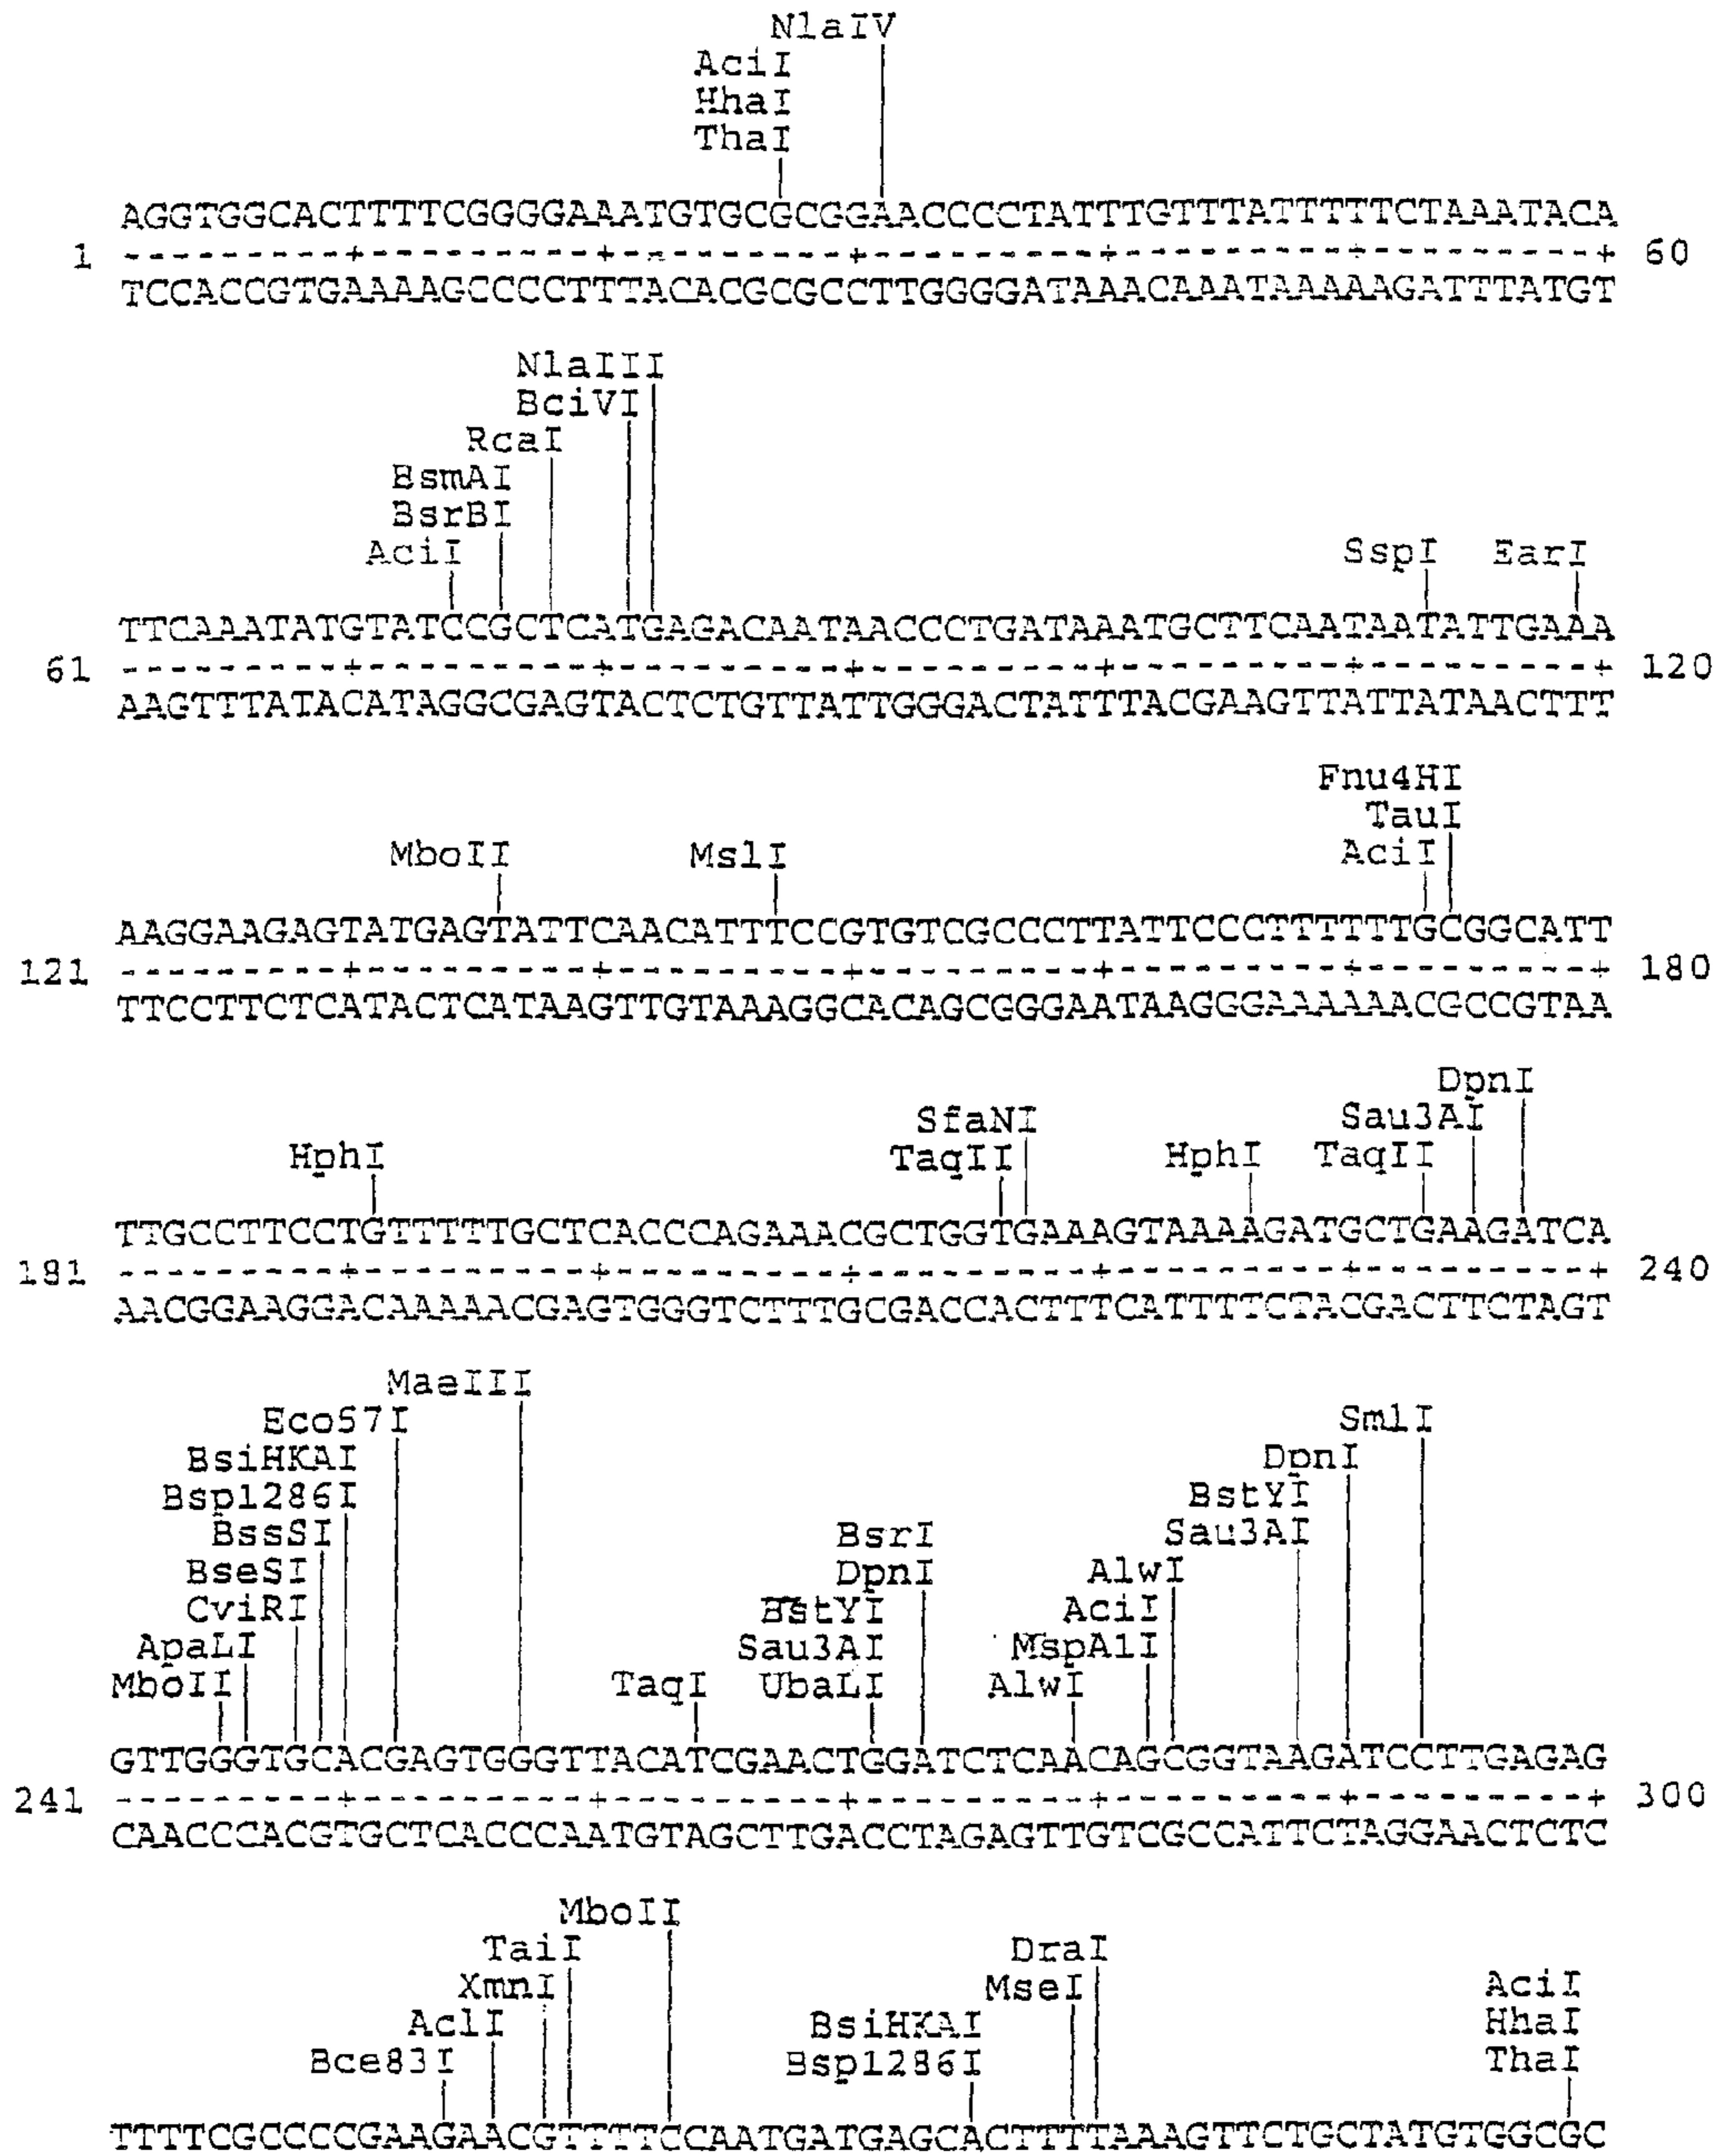 NlaIV
AciI
HhaI
ThaI
AGGTGGCACTTTTCGGGGAAATGTGCGCGGAACCCCTATTTGTTTATTTTTCTAAATACA
1 ---------+---------+---------+---------+---------+---------+ 60
TCCACCGTGAAAAGCCCCTTTACACGCGCCTTGGGGATAAACAAATAAAAAGATTTATGT
NlaIII
BciVI
RcaI
BsmAI
BsrBI
AciI SspI EarI
TTCAAATATGTATCCGCTCATGAGACAATAACCCTGATAAATGCTTCAATAATATTGAAA
61 ---------+---------+---------+---------+---------+---------+ 120
AAGTTTATACATAGGCGAGTACTCTGTTATTGGGACTATTTACGAAGTTATTATAACTTT
Fnu4HI
TauI
MboII MslI AciI
AAGGAAGAGTATGAGTATTCAACATTTCCGTGTCGCCCTTATTCCCTTTTTTGCGGCATT
121 ---------+---------+---------+---------+---------+---------+ 180
TTCCTTCTCATACTCATAAGTTGTAAAGGCACAGCGGGAATAAGGGAAAAAACGCCGTAA
DpnI
SfaNI Sau3AI
HphI TaqII HphI TaqII
TTGCCTTCCTGTTTTTGCTCACCCAGAAACGCTGGTGAAAGTAAAAGATGCTGAAGATCA
181 ---------+---------+---------+---------+---------+---------+ 240
AACGGAAGGACAAAAACGAGTGGGTCTTTGCGACCACTTTCATTTTCTACGACTTCTAGT
MaeIII
Eco57I SmlI
BsiHKAI DpnI
Bsp1286I BstYI
BssSI BsrI Sau3AI
BseSI DpnI AlwI
CviRI BstYI AciI
ApaLI Sau3AI MspA1I
MboII TaqI UbaLI AlwI
GTTGGGTGCACGAGTGGGTTACATCGAACTGGATCTCAACAGCGGTAAGATCCTTGAGAG
241 ---------+---------+---------+---------+---------+---------+ 300
CAACCCACGTGCTCACCCAATGTAGCTTGACCTAGAGTTGTCGCCATTCTAGGAACTCTC
MboII
TaiI DraI
XmnI MseI AciI
AclI BsiHKAI HhaI
Bce83I Bsp1286I ThaI
TTTTCGCCCCGAAGAACGTTTTCCAATGATGAGCACTTTTAAAGTTCTGCTATGTGGCGC